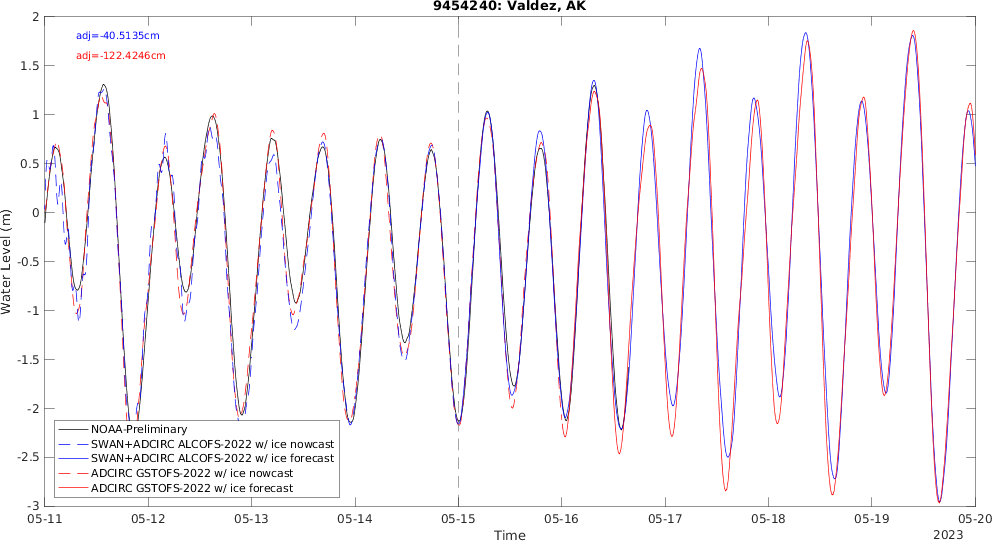 9454240: Valdez, AK
adj=-40.5135cm
adj=-122.4246cm
Water Level (m)
2
1.5
1
0.5
0
-0.5
-1
-1.5
-2
-2.5
-3
NOAA-Preliminary
SWAN+ADCIRC ALCOFS-2022 w/ ice nowcast
SWAN+ADCIRC ALCOFS-2022 w/ ice forecast
ADCIRC GSTOFS-2022 w/ ice nowcast
ADCIRC GSTOFS-2022 w/ ice forecast
05-11 05-12 05-13 05-14 05-15 05-16 05-17 05-18 05-19 05-20
Time
2023